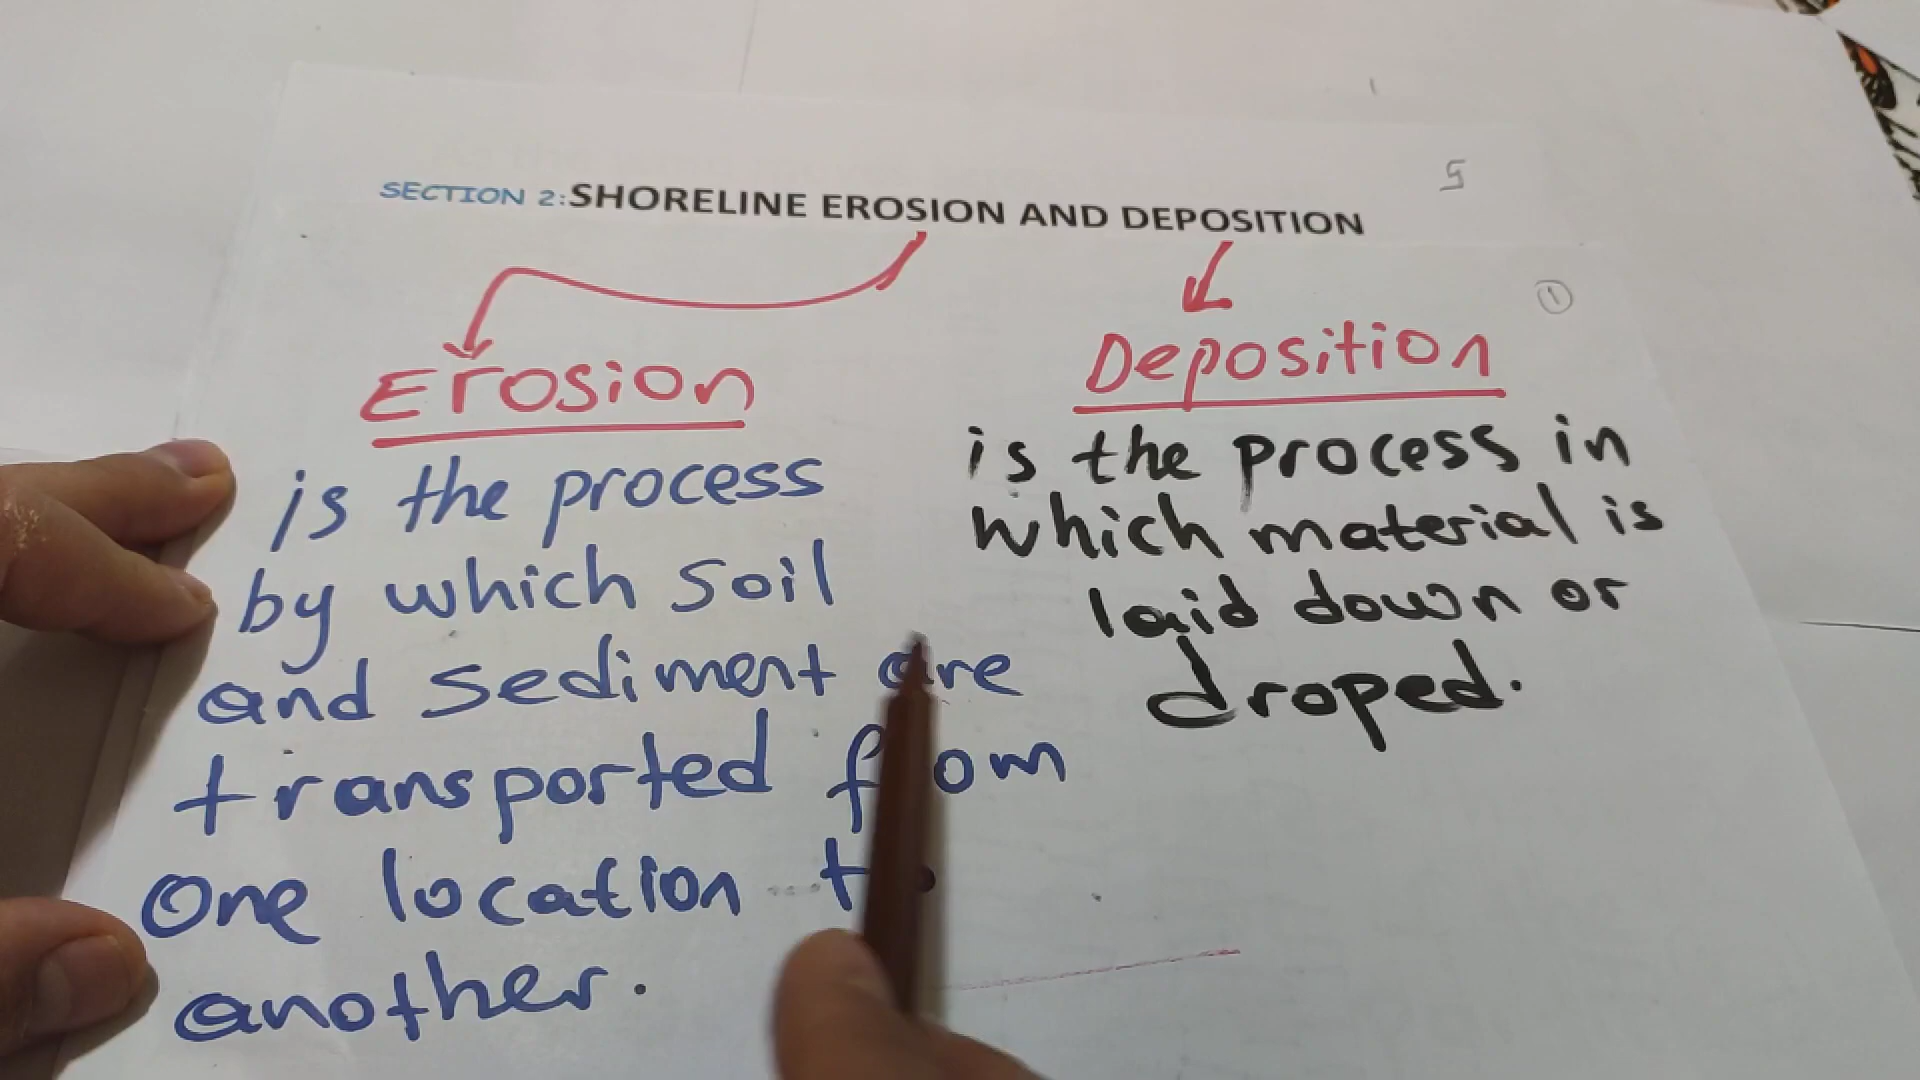 5
SECTION 2: SHORELINE EROSION AND DEPOSITION
1
Erosion
is the process
by which soil
and sediment are
transported from
one location to
another.
Deposition
is the process in
which material is
laid down or
droped.